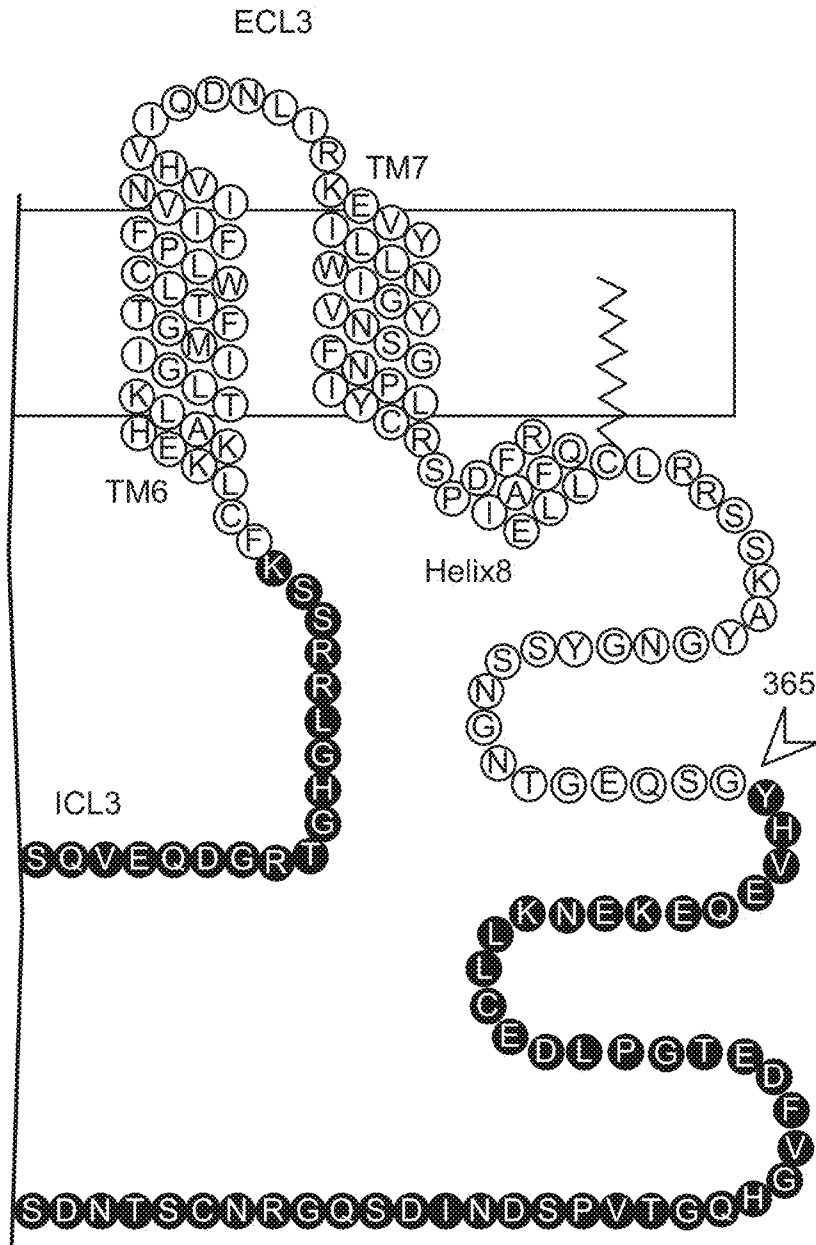 ECL3
I Q D N L I R
TM7
V H V I
N V I F
F P L W
C L T F
T G M I
I G L T
K L A K
H E K L
TM6
C F
K E V Y
I L L N
W I G Y
V N S G
F N P L
I Y C R
S P D F R
I A F Q
E L L C L R R S S K A
Helix8
K S S R R L G H G
ICL3
S Q V E Q D G R T
S S Y G N G Y
N G N T G E Q S G
365
Y H V
L K N E K E Q E
L C
E D L P G T E D
F V G
S D N T S C N R G Q S D I N D S P V T G Q H